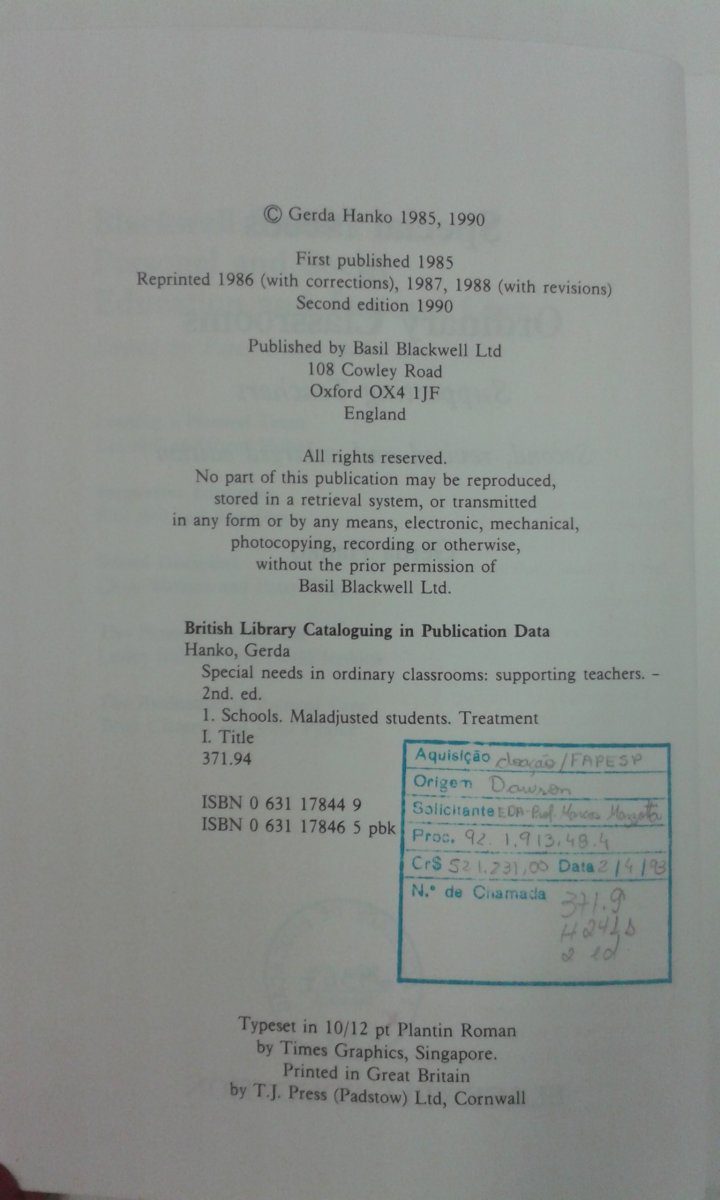 © Gerda Hanko 1985, 1990
First published 1985
Reprinted 1986 (with corrections), 1987, 1988 (with revisions)
Second edition 1990
Published by Basil Blackwell Ltd
108 Cowley Road
Oxford OX4 1JF
England
All rights reserved.
No part of this publication may be reproduced,
stored in a retrieval system, or transmitted
in any form or by any means, electronic, mechanical,
photocopying, recording or otherwise,
without the prior permission of
Basil Blackwell Ltd.
British Library Cataloguing in Publication Data
Hanko, Gerda
Special needs in ordinary classrooms: supporting teachers. –
2nd. ed.
1. Schools. Maladjusted students. Treatment
I. Title
371.94
ISBN 0 631 17844 9
ISBN 0 631 17846 5 pbk
Aquisição doação/FAPESP
Origem Dawson
Solicitante EDA-Prof. Marcos
Proc. 92.1.913.48.4
Cr$ 521.231,00 Data 2/4/93
N.º de Chamada
371.9
2 ed
Typeset in 10/12 pt Plantin Roman
by Times Graphics, Singapore.
Printed in Great Britain
by T.J. Press (Padstow) Ltd, Cornwall